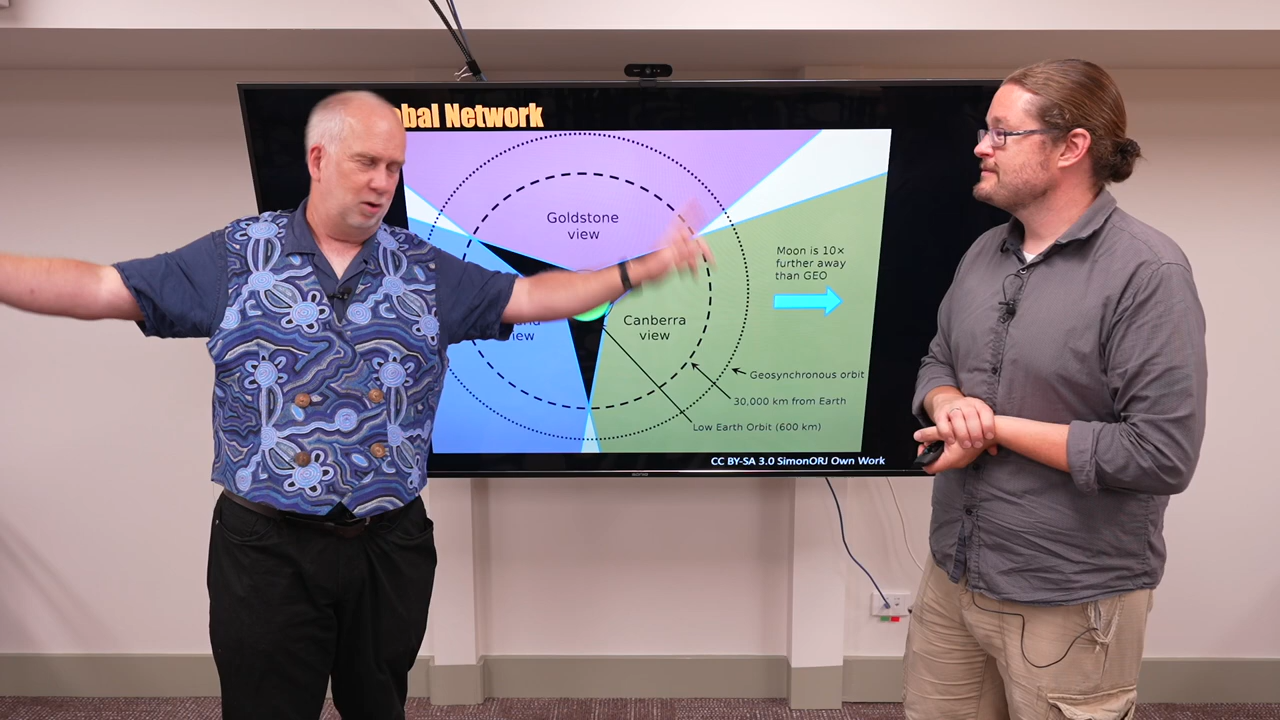 bal Network
Goldstone
view
Moon is 10×
further away
than GEO
Canberra
view
view
Geosynchronous orbit
30,000 km from Earth
Low Earth Orbit (600 km)
CC BY-SA 3.0 SimonORJ Own Work